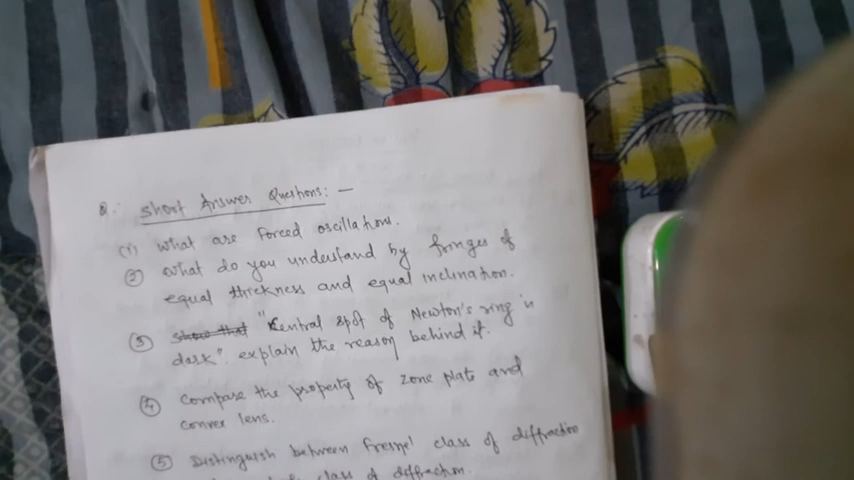 Q. Short Answer Questions: —
(1) What are forced oscillations.
(2) What do you understand by fringes of
equal thickness and equal inclination.
(3) show that "Central spot of Newton's ring is
dark". explain the reason behind it.
(4) Compare the property of zone plate and
convex lens.
(5) Distinguish between Fresnel class of diffraction
class of diffraction.